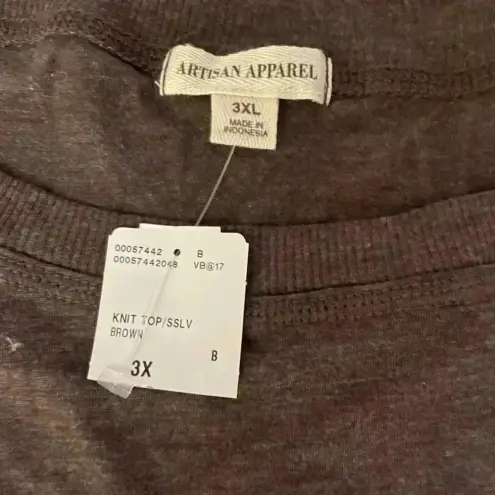 ARTISAN APPAREL
3XL
MADE IN
INDONESIA
00057442 B
00057442048 VB@17
KNIT TOP/SSLV
BROWN
B
3X